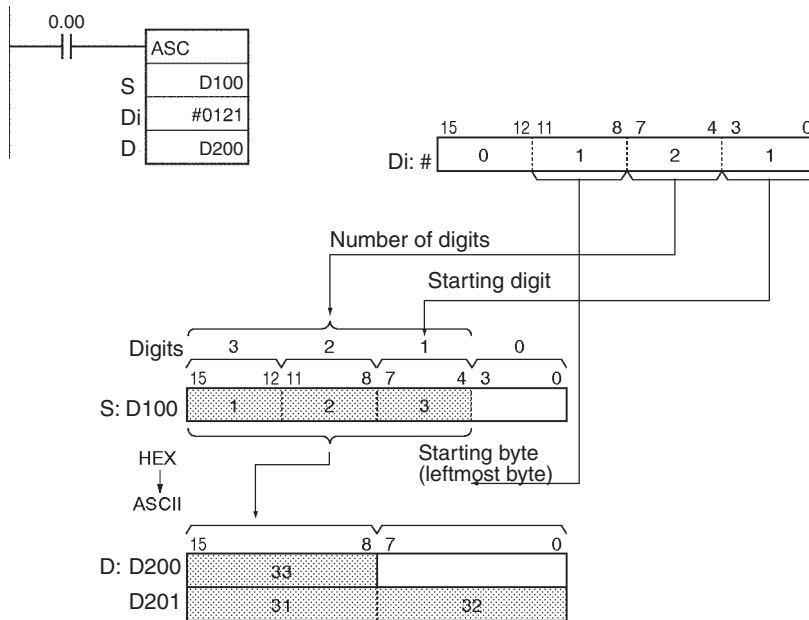 0.00
ASC
S D100
Di #0121
D D200
15 12 11 8 7 4 3 0
Di: # 0 1 2 1
Number of digits
Starting digit
Digits 3 2 1 0
15 12 11 8 7 4 3 0
S: D100 1 2 3
Starting byte
(leftmost byte)
HEX
ASCII
15 8 7 0
D: D200 33
D201 31 32